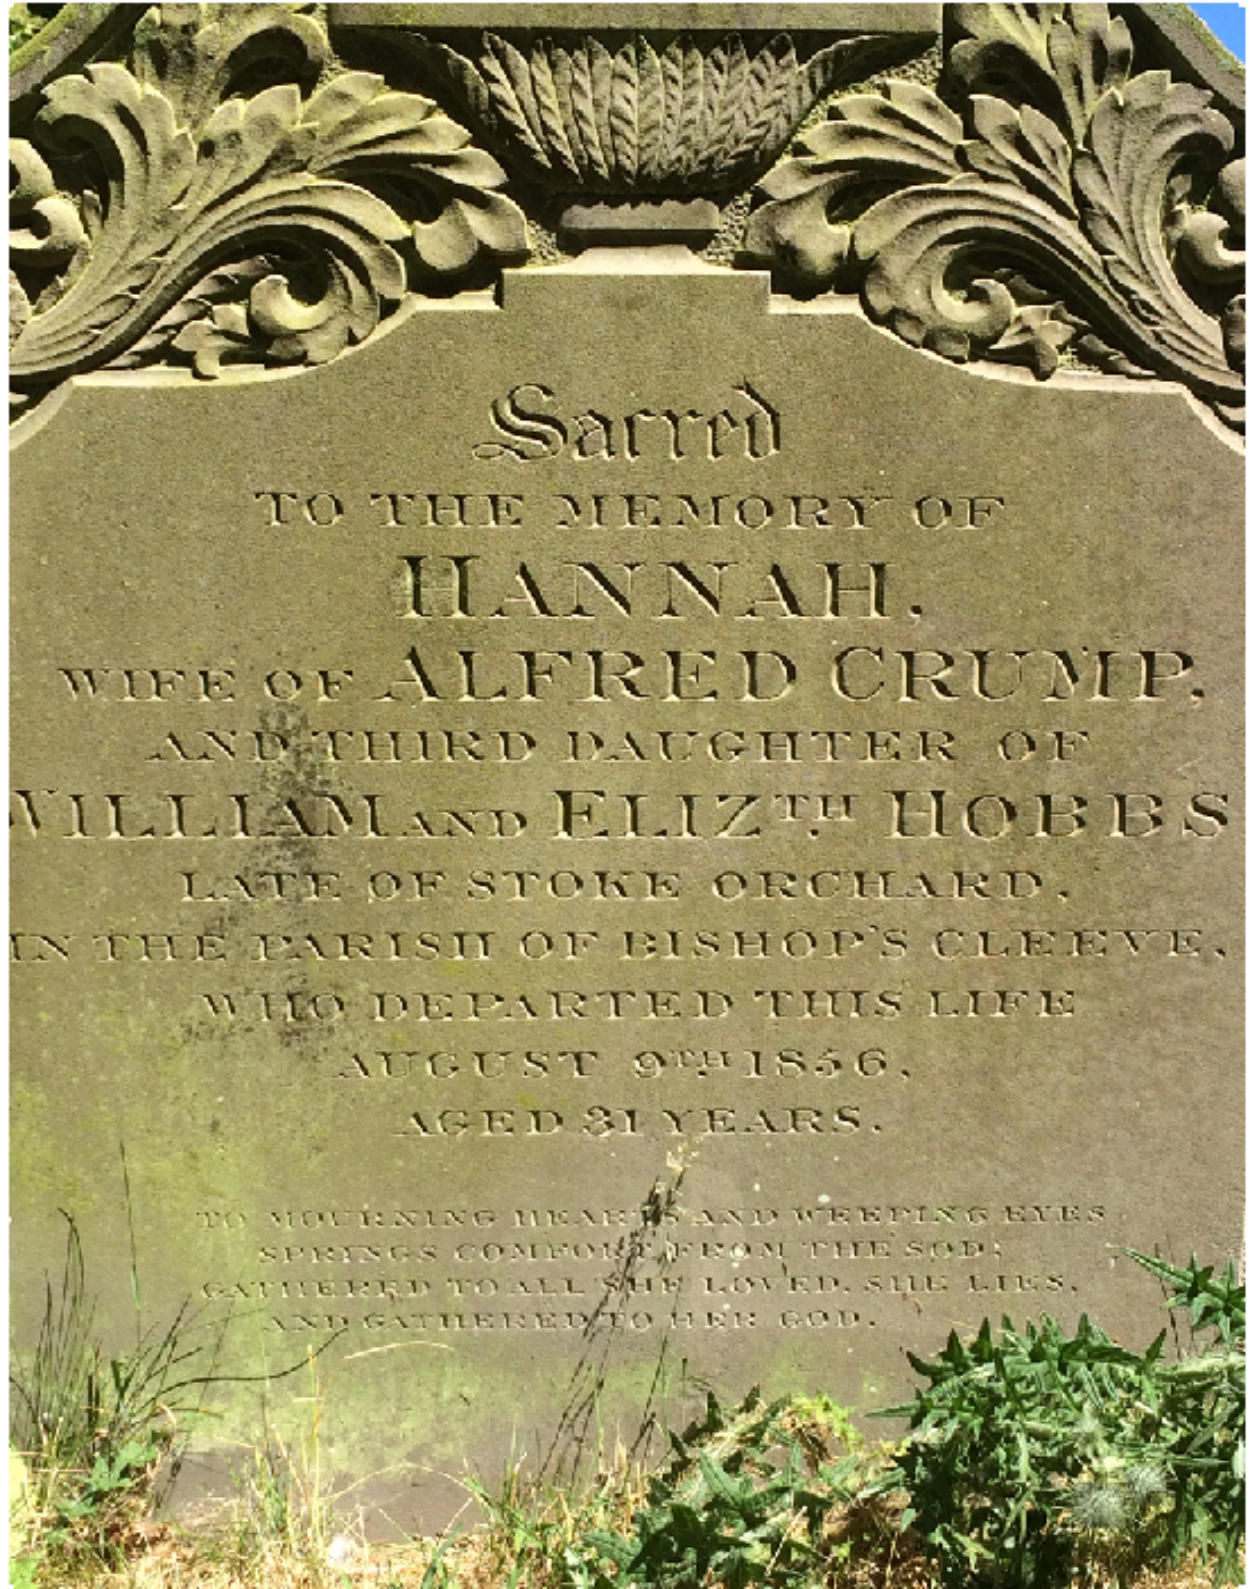 Sacred
TO THE MEMORY OF
HANNAH,
WIFE OF ALFRED CRUMP,
AND THIRD DAUGHTER OF
WILLIAM AND ELIZTH. HOBBS
LATE OF STOKE ORCHARD,
IN THE PARISH OF BISHOP'S CLEEVE,
WHO DEPARTED THIS LIFE
AUGUST 9TH. 1856,
AGED 31 YEARS.
TO MOURNING HEARTS AND WEEPING EYES,
SPRINGS COMFORT FROM THE SOD;
GATHERED TO ALL SHE LOVED, SHE LIES,
AND GATHERED TO HER GOD.